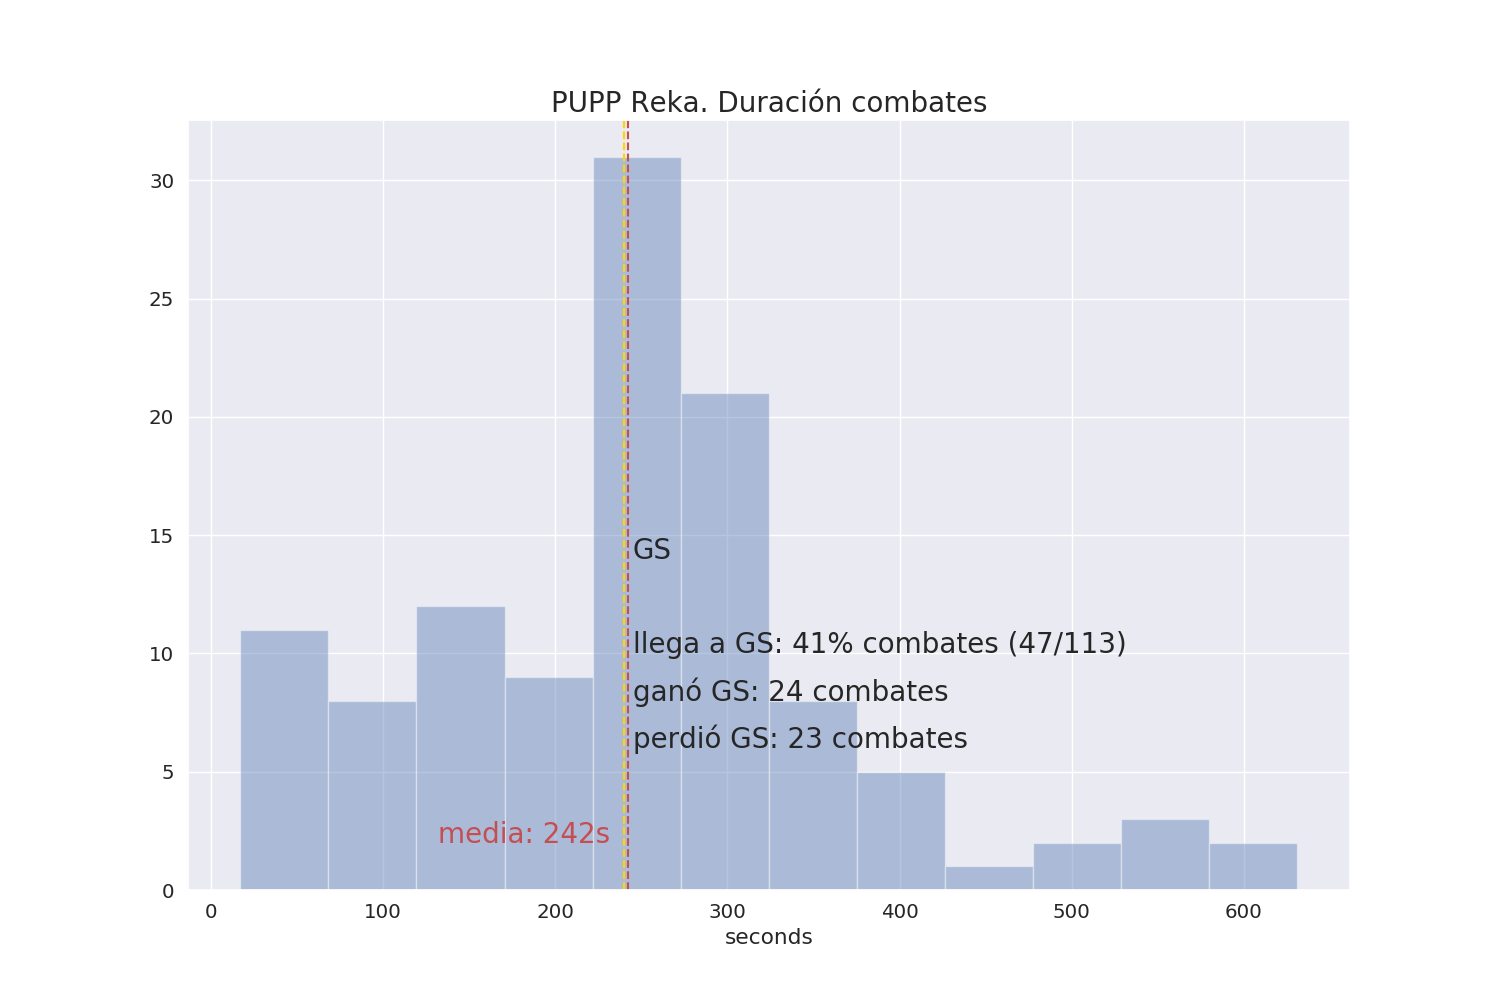 PUPP Reka. Duración combates
30
25
20
15
10
5
0
GS
llega a GS: 41% combates (47/113)
ganó GS: 24 combates
perdió GS: 23 combates
media: 242s
0 100 200 300 400 500 600
seconds